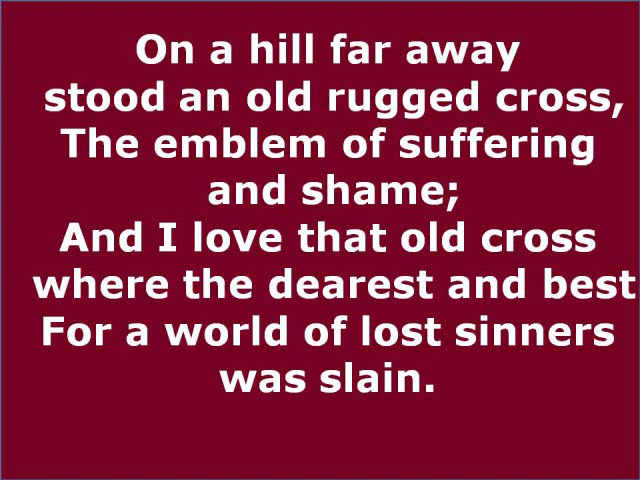 On a hill far away
stood an old rugged cross,
The emblem of suffering
and shame;
And I love that old cross
where the dearest and best
For a world of lost sinners
was slain.